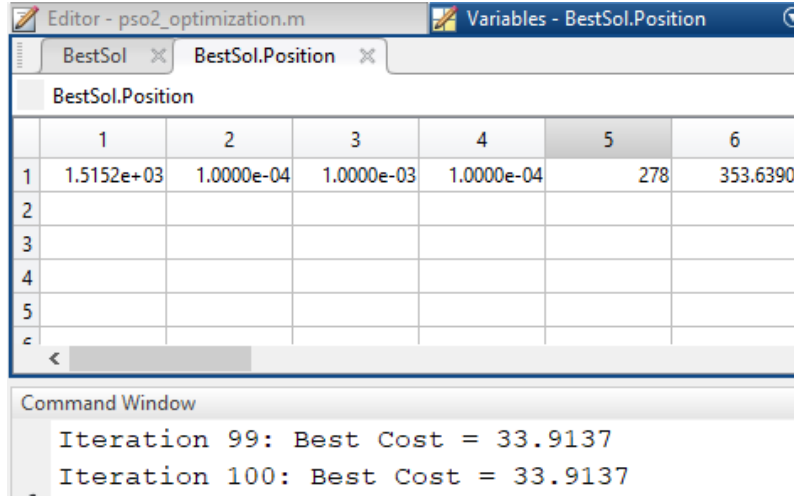 Editor - pso2_optimization.m Variables - BestSol.Position
BestSol BestSol.Position
BestSol.Position
1 2 3 4 5 6
1 1.5152e+03 1.0000e-04 1.0000e-03 1.0000e-04 278 353.6390
2
3
4
5
Command Window
Iteration 99: Best Cost = 33.9137
Iteration 100: Best Cost = 33.9137